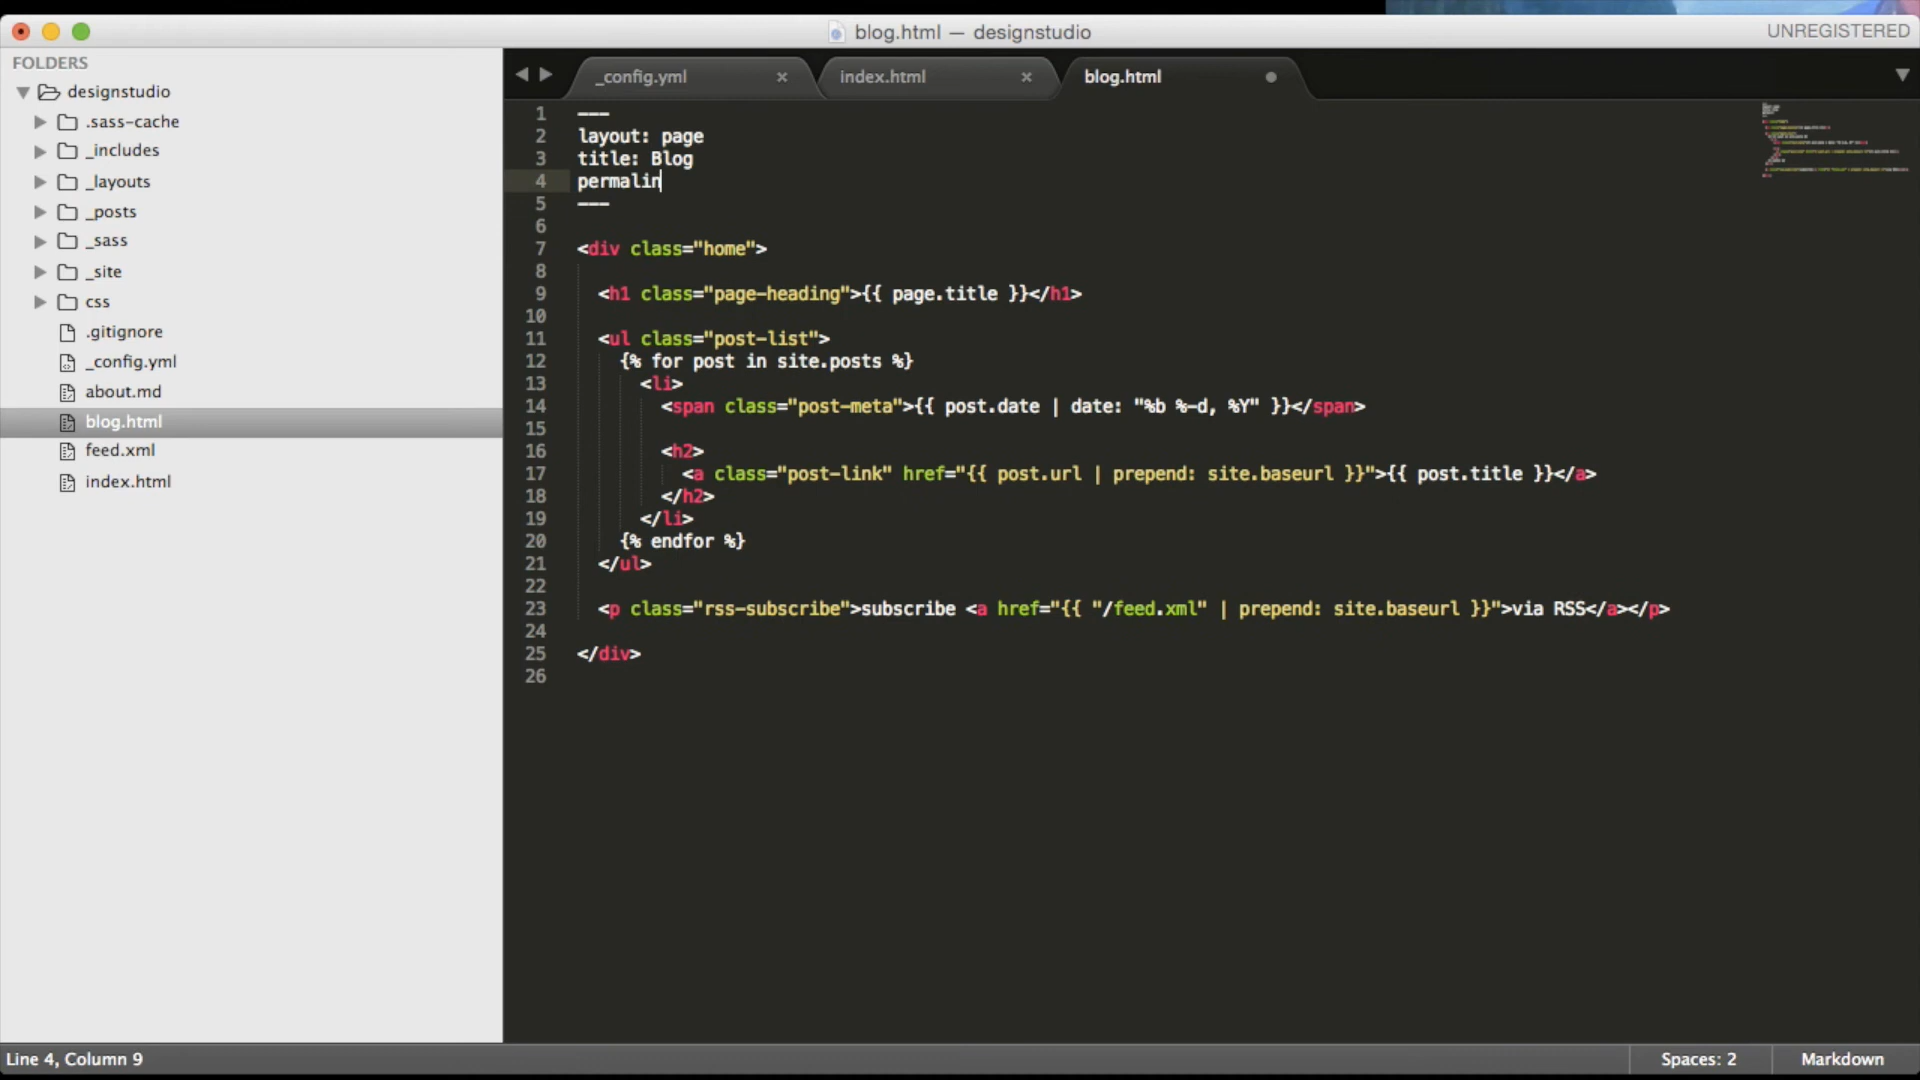 blog.html — designstudio
UNREGISTERED
FOLDERS
designstudio
.sass-cache
_includes
_layouts
_posts
_sass
_site
css
.gitignore
_config.yml
about.md
blog.html
feed.xml
index.html
_config.yml × index.html × blog.html
1 ---
2 layout: page
3 title: Blog
4 permalin
5 ---
6
7 <div class="home">
8
9 <h1 class="page-heading">{{ page.title }}</h1>
10
11 <ul class="post-list">
12 {% for post in site.posts %}
13 <li>
14 <span class="post-meta">{{ post.date | date: "%b %-d, %Y" }}</span>
15
16 <h2>
17 <a class="post-link" href="{{ post.url | prepend: site.baseurl }}">{{ post.title }}</a>
18 </h2>
19 </li>
20 {% endfor %}
21 </ul>
22
23 <p class="rss-subscribe">subscribe <a href="{{ "/feed.xml" | prepend: site.baseurl }}">via RSS</a></p>
24
25 </div>
26
Line 4, Column 9
Spaces: 2
Markdown